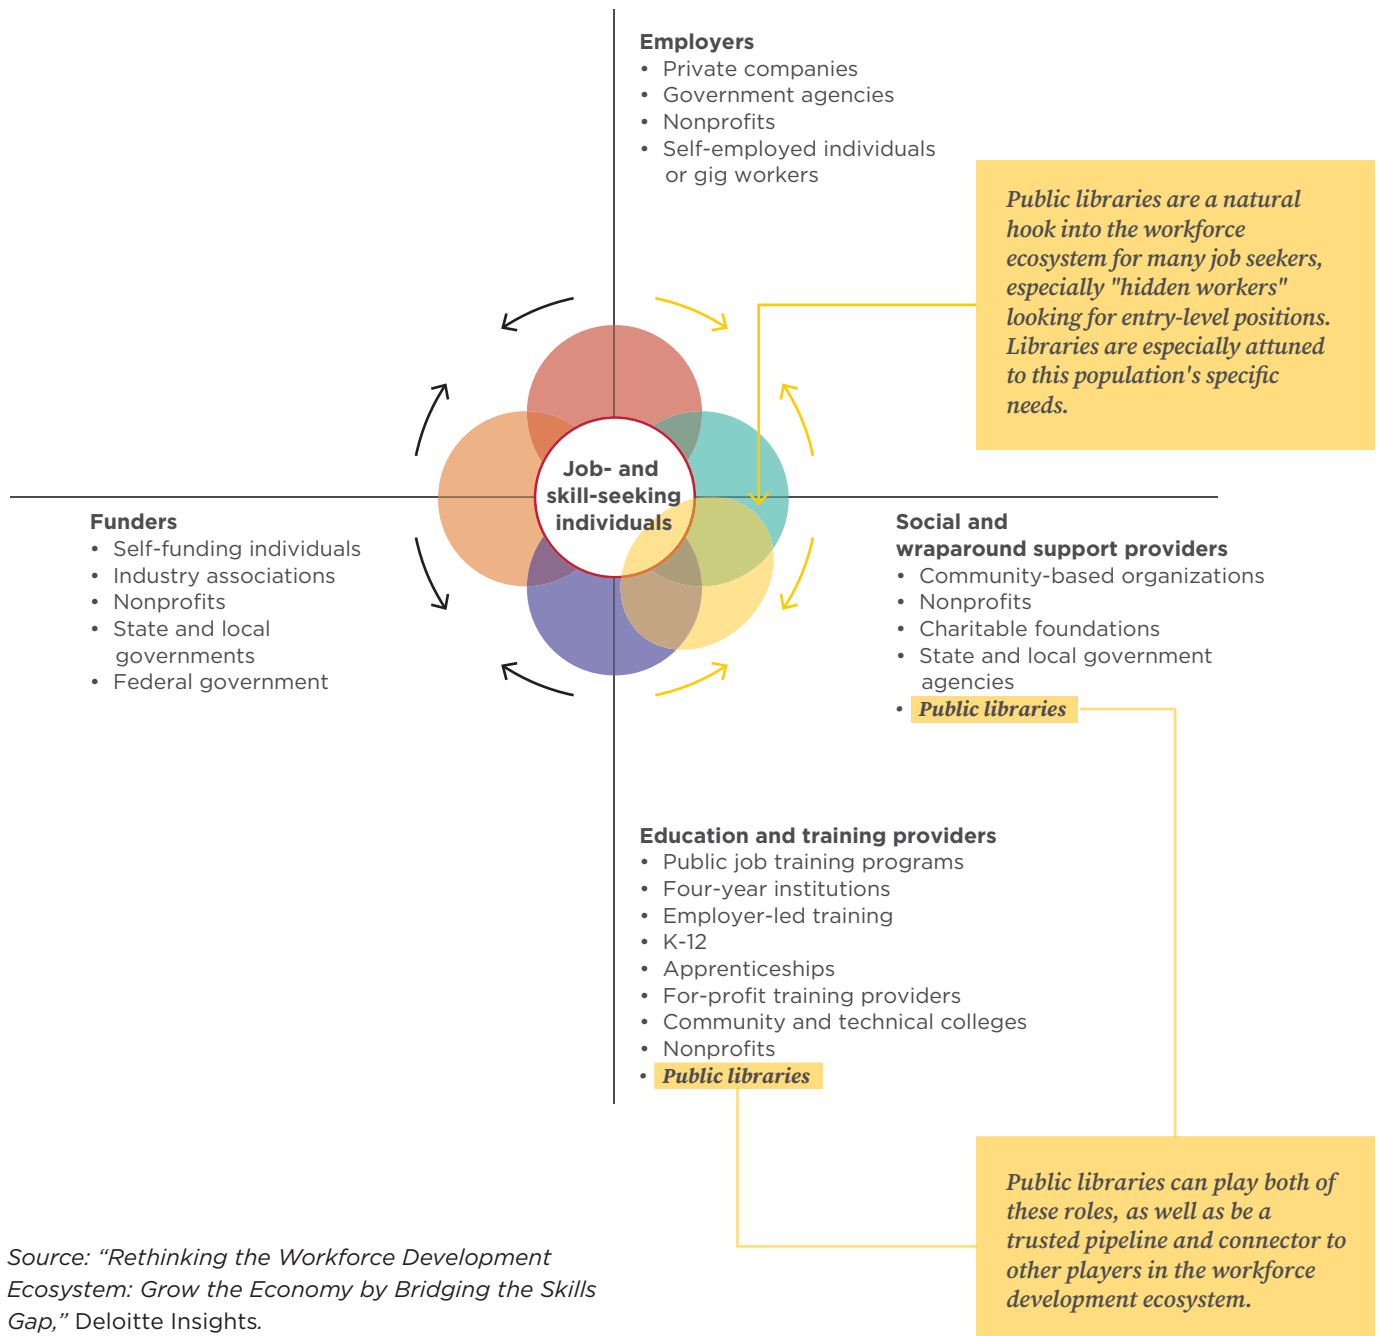 Employers
• Private companies
• Government agencies
• Nonprofits
• Self-employed individuals
or gig workers
Public libraries are a natural
hook into the workforce
ecosystem for many job seekers,
especially "hidden workers"
looking for entry-level positions.
Libraries are especially attuned
to this population's specific
needs.
Job- and
skill-seeking
individuals
Funders
• Self-funding individuals
• Industry associations
• Nonprofits
• State and local
governments
• Federal government
Social and
wraparound support providers
• Community-based organizations
• Nonprofits
• Charitable foundations
• State and local government
agencies
• Public libraries
Education and training providers
• Public job training programs
• Four-year institutions
• Employer-led training
• K-12
• Apprenticeships
• For-profit training providers
• Community and technical colleges
• Nonprofits
• Public libraries
Public libraries can play both of
these roles, as well as be a
trusted pipeline and connector to
other players in the workforce
development ecosystem.
Source: “Rethinking the Workforce Development
Ecosystem: Grow the Economy by Bridging the Skills
Gap,” Deloitte Insights.